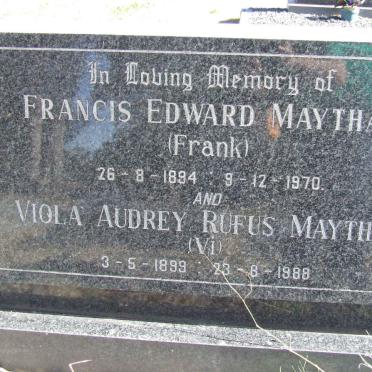 In Loving Memory of
FRANCIS EDWARD MAYTHA
(Frank)
26-8-1894 · 9-12-1970
AND
VIOLA AUDREY RUFUS MAYTH
(Vi)
3-5-1899 · 23-8-1988